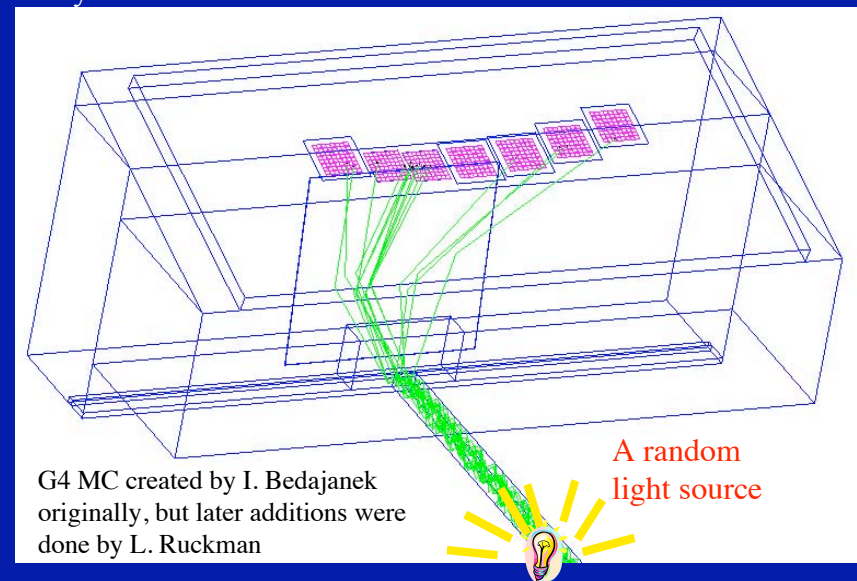 A random
light source
G4 MC created by I. Bedajanek
originally, but later additions were
done by L. Ruckman